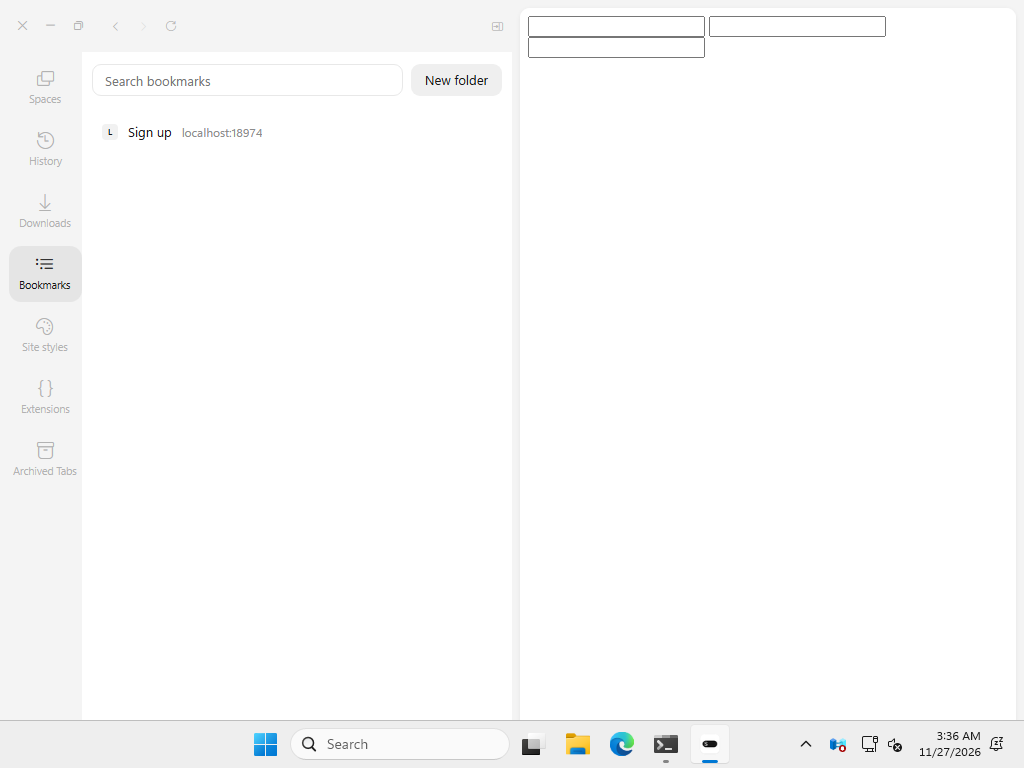 Spaces
History
Downloads
Bookmarks
Site styles
Extensions
Archived Tabs
Search bookmarks
New folder
L
Sign up localhost:18974
Search
3:36 AM
11/27/2026